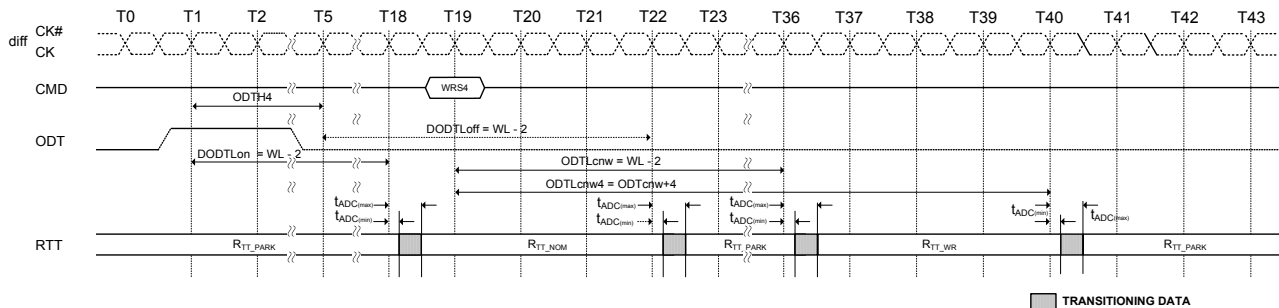 T0 T1 T2 T5 T18 T19 T20 T21 T22 T23 T36 T37 T38 T39 T40 T41 T42 T43
diff CK#
CK
CMD WRS4
ODTH4
DODTLoff = WL - 2
ODT
DODTLon = WL - 2
ODTLcnw = WL - 2
ODTLcnw4 = ODTcnw+4
tADC(max) tADC(max) tADC(max) tADC(min) tADC(max)
tADC(min) tADC(min) tADC(min)
RTT RTT_PARK RTT_NOM RTT_PARK RTT_WR RTT_PARK
TRANSITIONING DATA